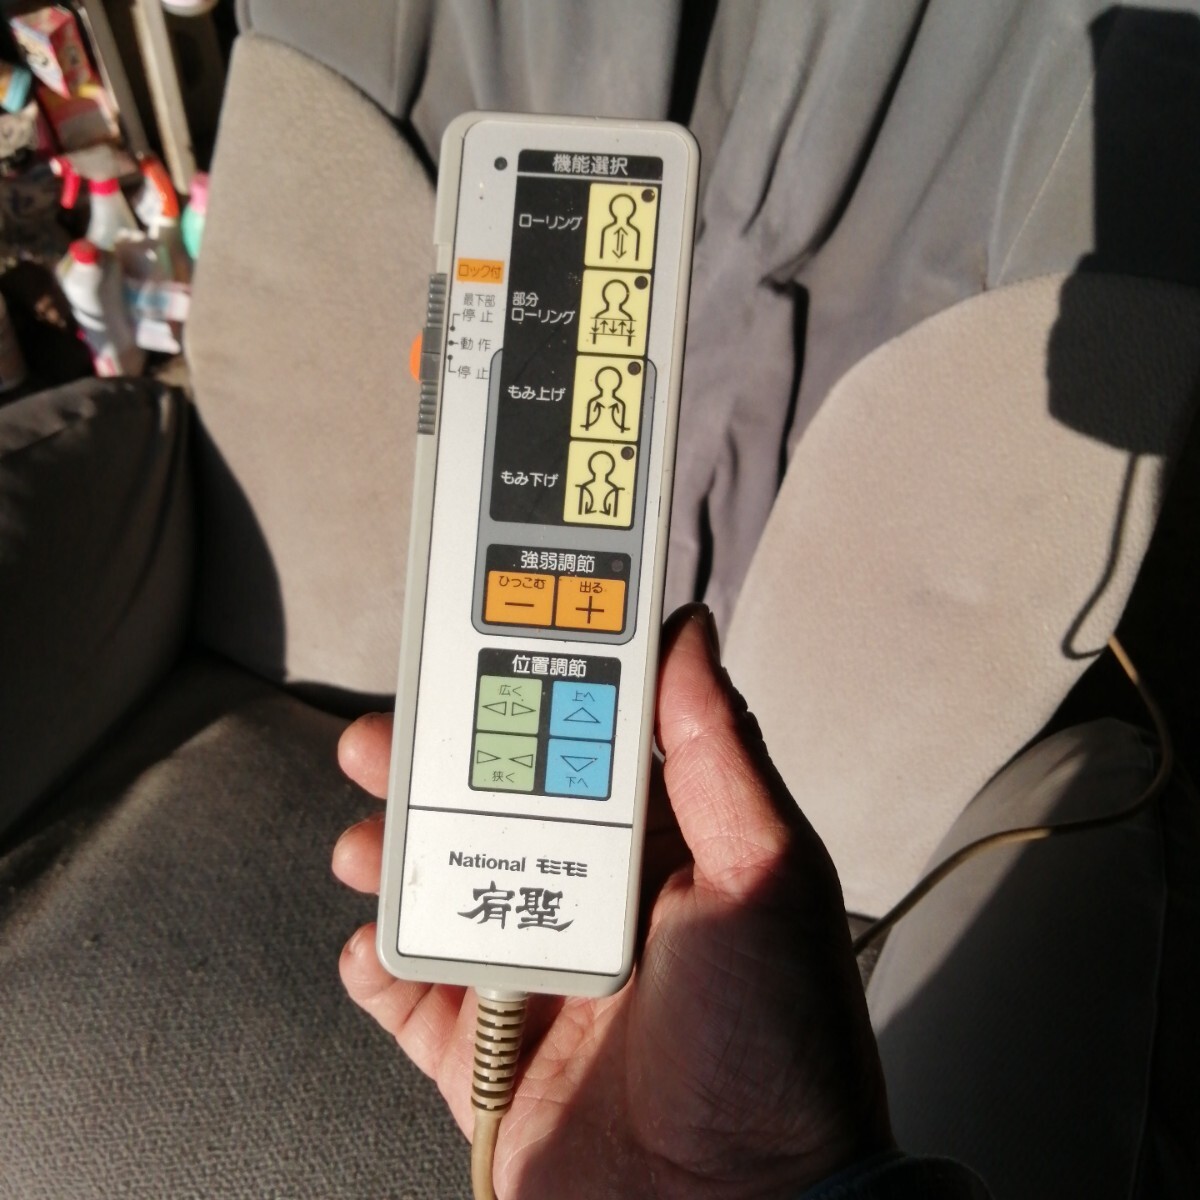 機能選択
ローリング
部分
ローリング
もみ上げ
もみ下げ
ロック付
最下部
停止
動作
停止
強弱調節
ひっこむ
出る
−
+
位置調節
広く
上へ
狭く
下へ
National モミモミ